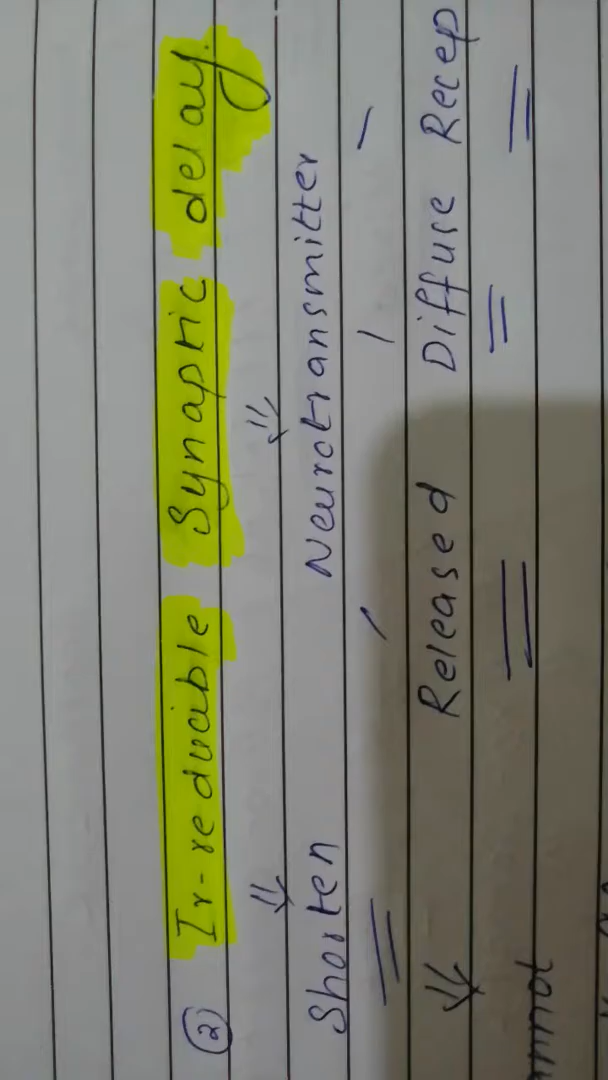 ② Ir-reducible Synaptic delay.
Shorten Neurotransmitter
Released Diffuse Recep